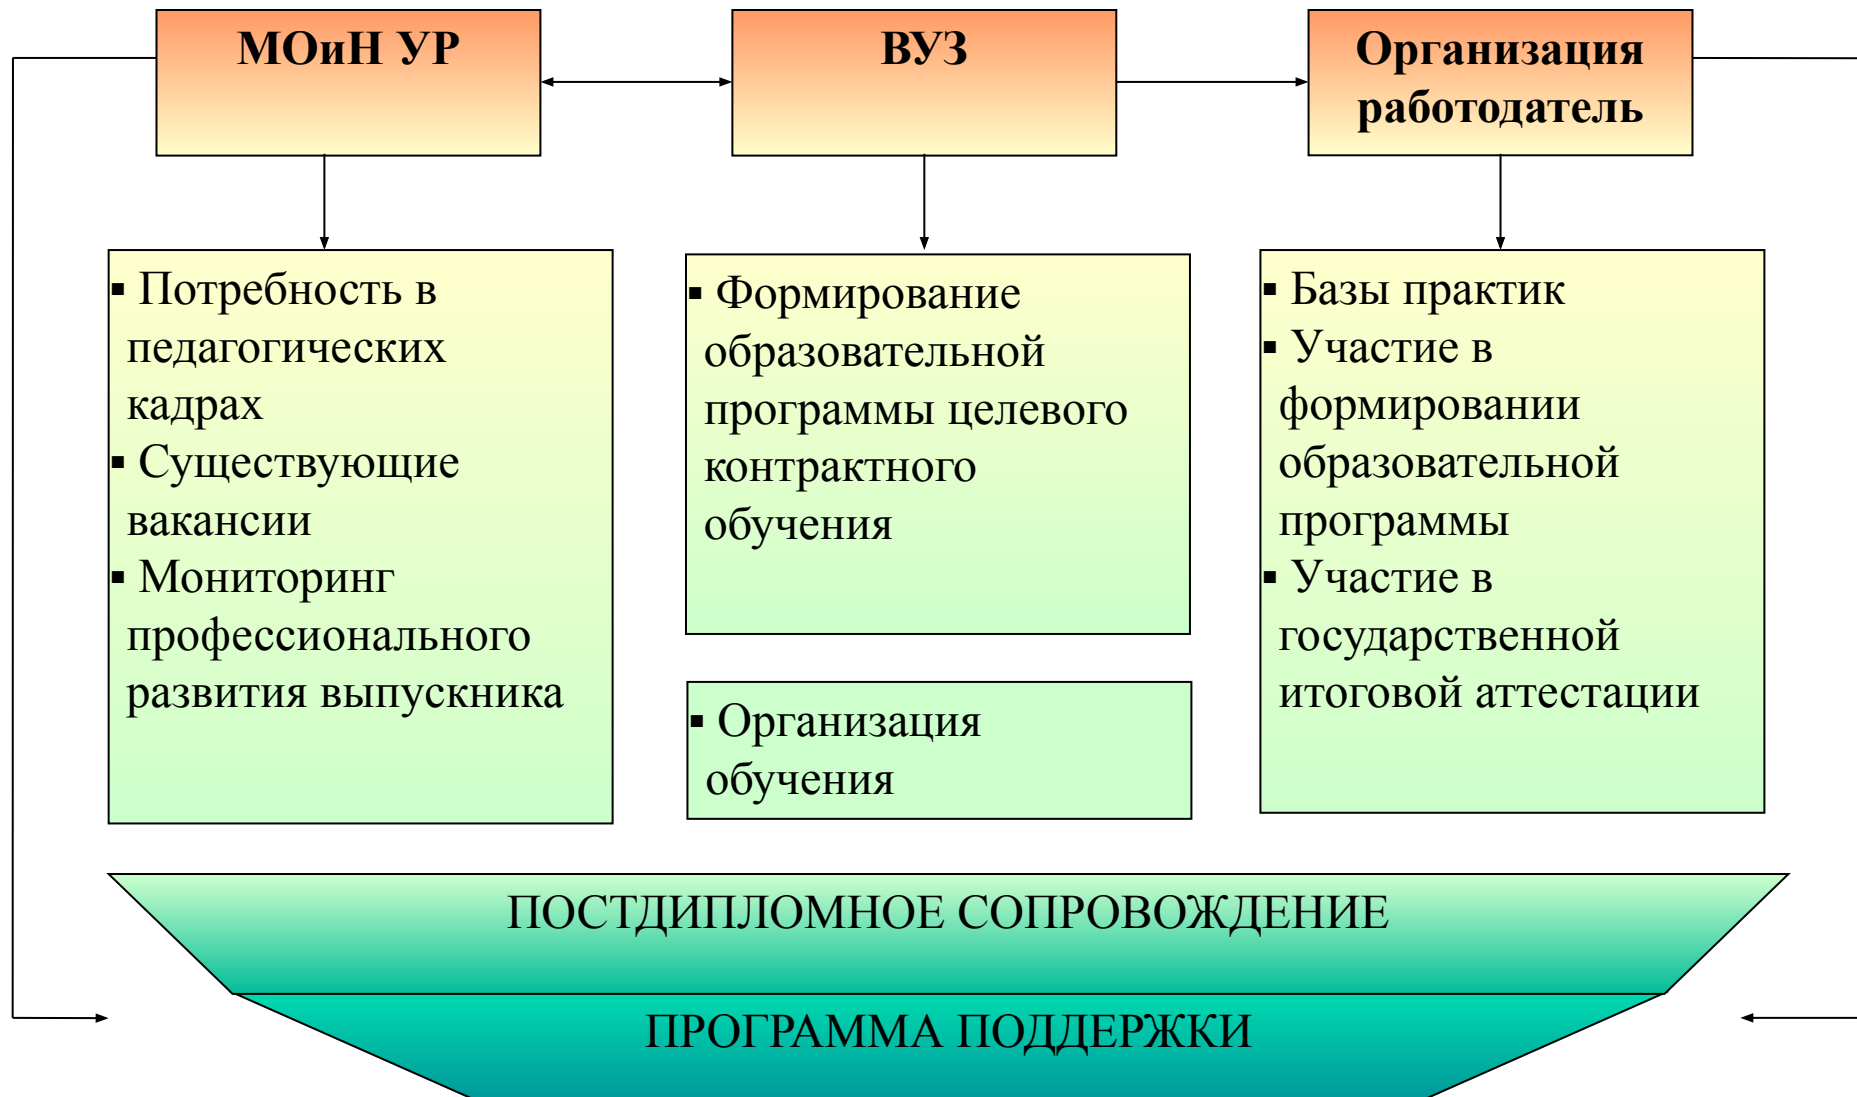 МОиН УР
ВУЗ
Организация
работодатель
▪ Потребность в
педагогических
кадрах
▪ Существующие
вакансии
▪ Мониторинг
профессионального
развития выпускника
▪ Формирование
образовательной
программы целевого
контрактного
обучения
▪ Организация
обучения
▪ Базы практик
▪ Участие в
формировании
образовательной
программы
▪ Участие в
государственной
итоговой аттестации
ПОСТДИПЛОМНОЕ СОПРОВОЖДЕНИЕ
ПРОГРАММА ПОДДЕРЖКИ